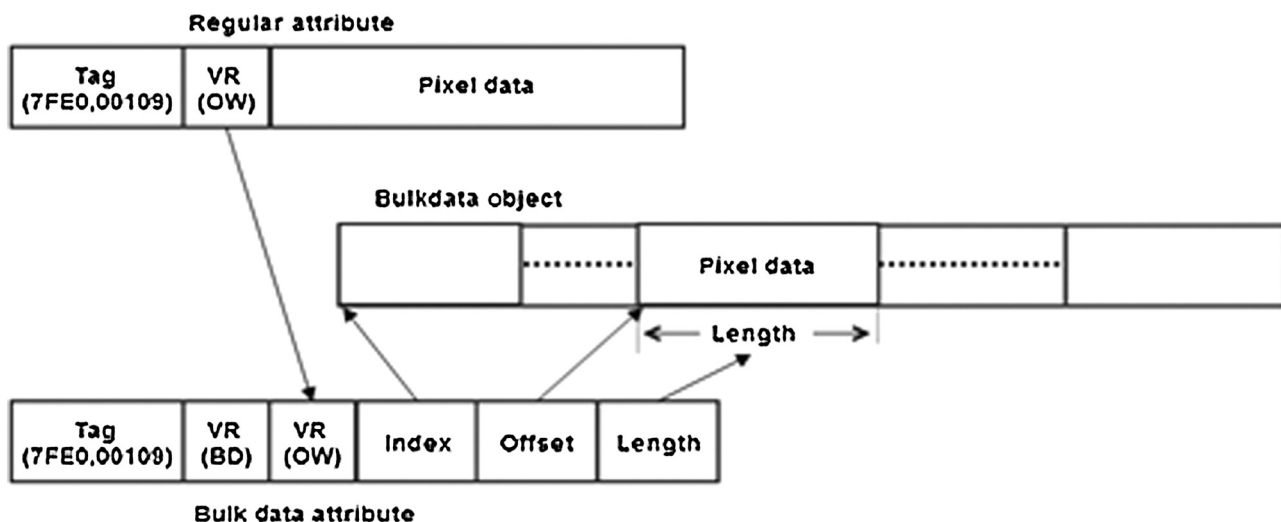 Regular attribute
Tag
(7FE0,00109)
VR
(OW)
Pixel data
Bulkdata object
Pixel data
Length
Tag
(7FE0,00109)
VR
(BD)
VR
(OW)
Index
Offset
Length
Bulk data attribute